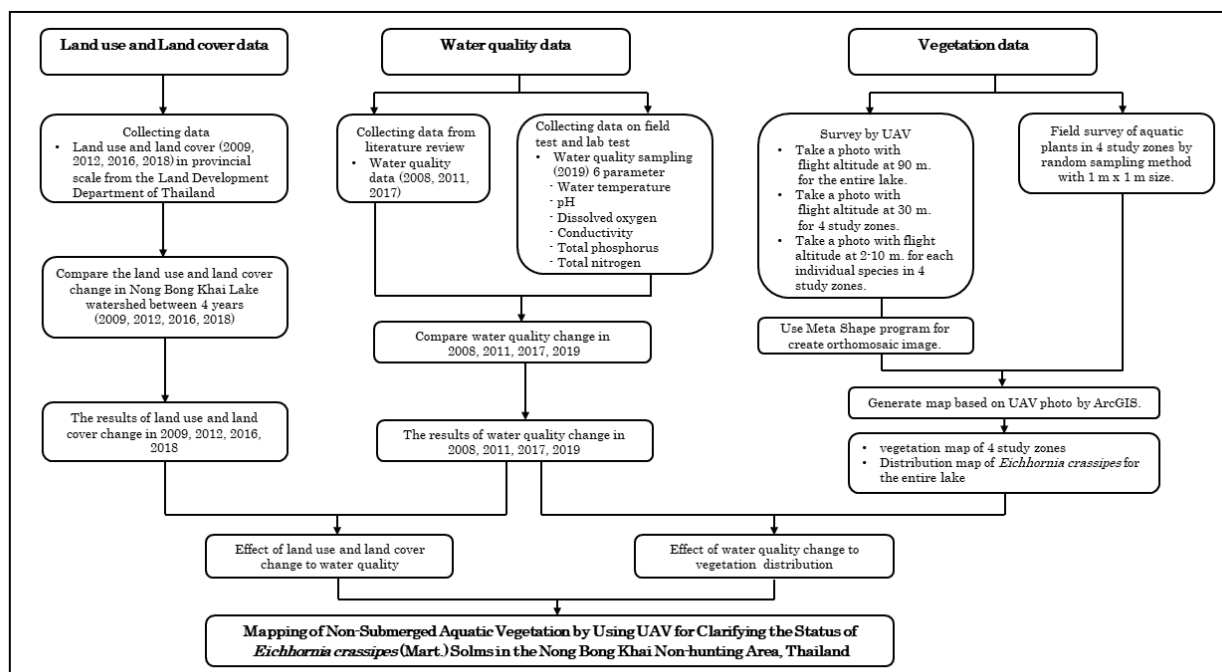 Land use and Land cover data
Water quality data
Vegetation data
Collecting data
• Land use and land cover (2009,
2012, 2016, 2018) in provincial
scale from the Land Development
Department of Thailand
Compare the land use and land cover
change in Nong Bong Khai Lake
watershed between 4 years
(2009, 2012, 2016, 2018)
The results of land use and land
cover change in 2009, 2012, 2016,
2018
Collecting data from
literature review
• Water quality
data (2008, 2011,
2017)
Collecting data on field
test and lab test
• Water quality sampling
(2019) 6 parameter
- Water temperature
- pH
- Dissolved oxygen
- Conductivity
- Total phosphorus
- Total nitrogen
Compare water quality change in
2008, 2011, 2017, 2019
The results of water quality change in
2008, 2011, 2017, 2019
Survey by UAV
• Take a photo with
flight altitude at 90 m.
for the entire lake.
• Take a photo with
flight altitude at 30 m.
for 4 study zones.
• Take a photo with flight
altitude at 2-10 m. for each
individual species in 4
study zones.
Field survey of aquatic
plants in 4 study zones by
random sampling method
with 1 m x 1 m size.
Use Meta Shape program for
create orthomosaic image.
Generate map based on UAV photo by ArcGIS.
• vegetation map of 4 study zones
• Distribution map of Eichhornia crassipes for
the entire lake
Effect of land use and land cover
change to water quality
Effect of water quality change to
vegetation distribution
Mapping of Non-Submerged Aquatic Vegetation by Using UAV for Clarifying the Status of
Eichhornia crassipes (Mart.) Solms in the Nong Bong Khai Non-hunting Area, Thailand